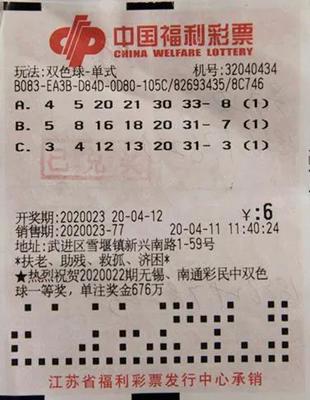 中国福利彩票
CHINA WELFARE LOTTERY
玩法:双色球-单式 机号:32040434
B083-EA3B-D84D-0D80-105C/82693435/8C746
A. 4 5 20 21 30 33- 8 (1)
B. 5 8 16 18 20 31- 7 (1)
C. 3 4 12 13 20 31- 3 (1)
已兑奖
开奖期:2020023 20-04-12 ¥:6
销售期:2020023-77 20-04-11 11:40:24
地址:武进区雪堰镇新兴南路1-59号
*扶老、助残、救孤、济困*
★热烈祝贺2020022期无锡、南通彩民中双色
球一等奖,单注奖金676万
江苏省福利彩票发行中心承销